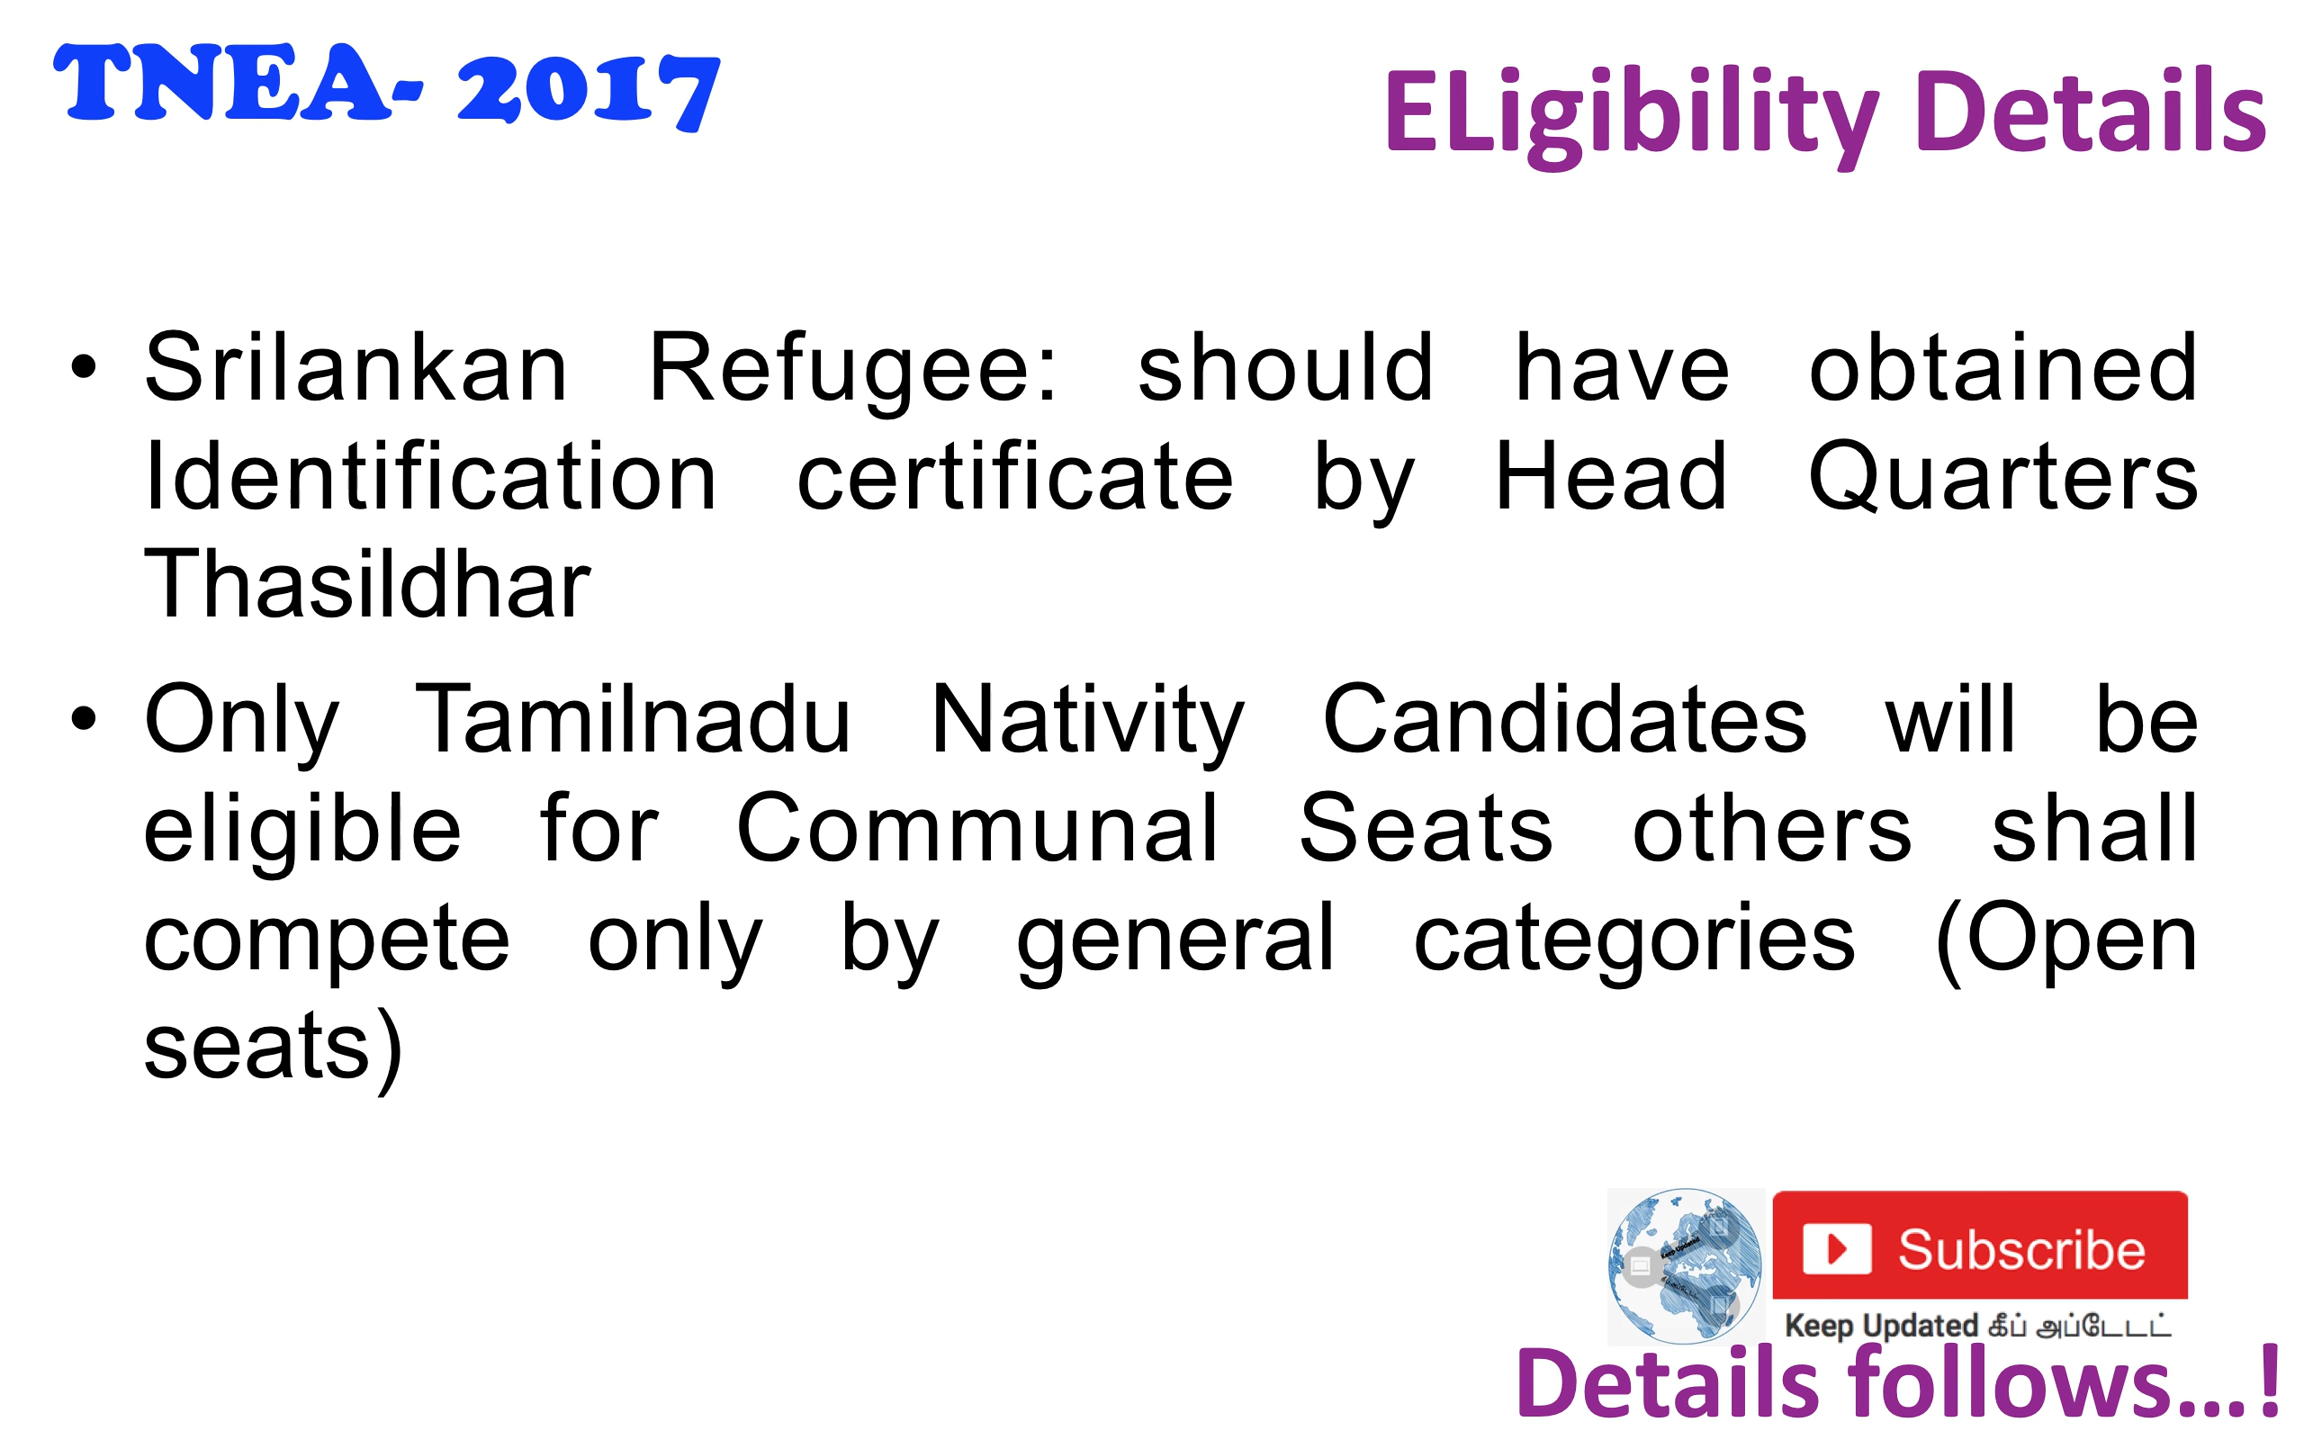 TNEA- 2017
ELigibility Details
• Srilankan Refugee: should have obtained
Identification certificate by Head Quarters
Thasildhar
• Only Tamilnadu Nativity Candidates will be
eligible for Communal Seats others shall
compete only by general categories (Open
seats)
Keep Updated
Subscribe
Keep Updated கீப் அப்டேடட்
Details follows...!